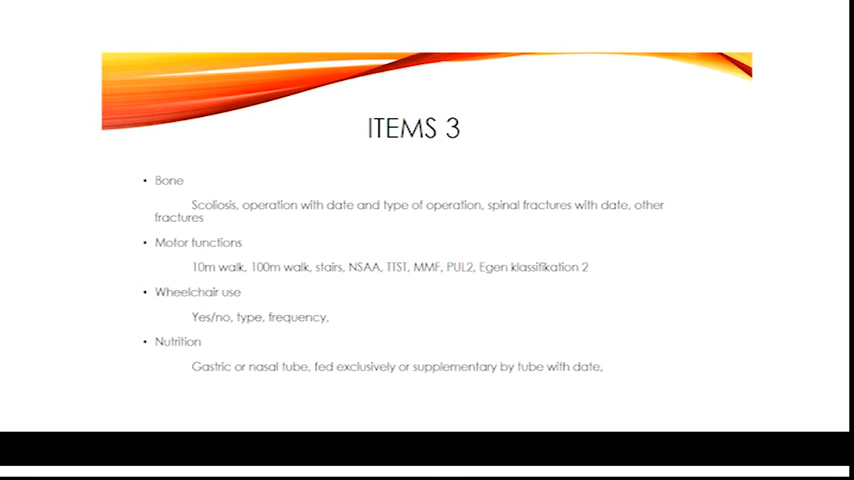 ITEMS 3
• Bone
Scoliosis, operation with date and type of operation, spinal fractures with date, other
fractures
• Motor functions
10m walk, 100m walk, stairs, NSAA, TTST, MMF, PUL2, Egen klassifikation 2
• Wheelchair use
Yes/no, type, frequency,
• Nutrition
Gastric or nasal tube, fed exclusively or supplementary by tube with date,